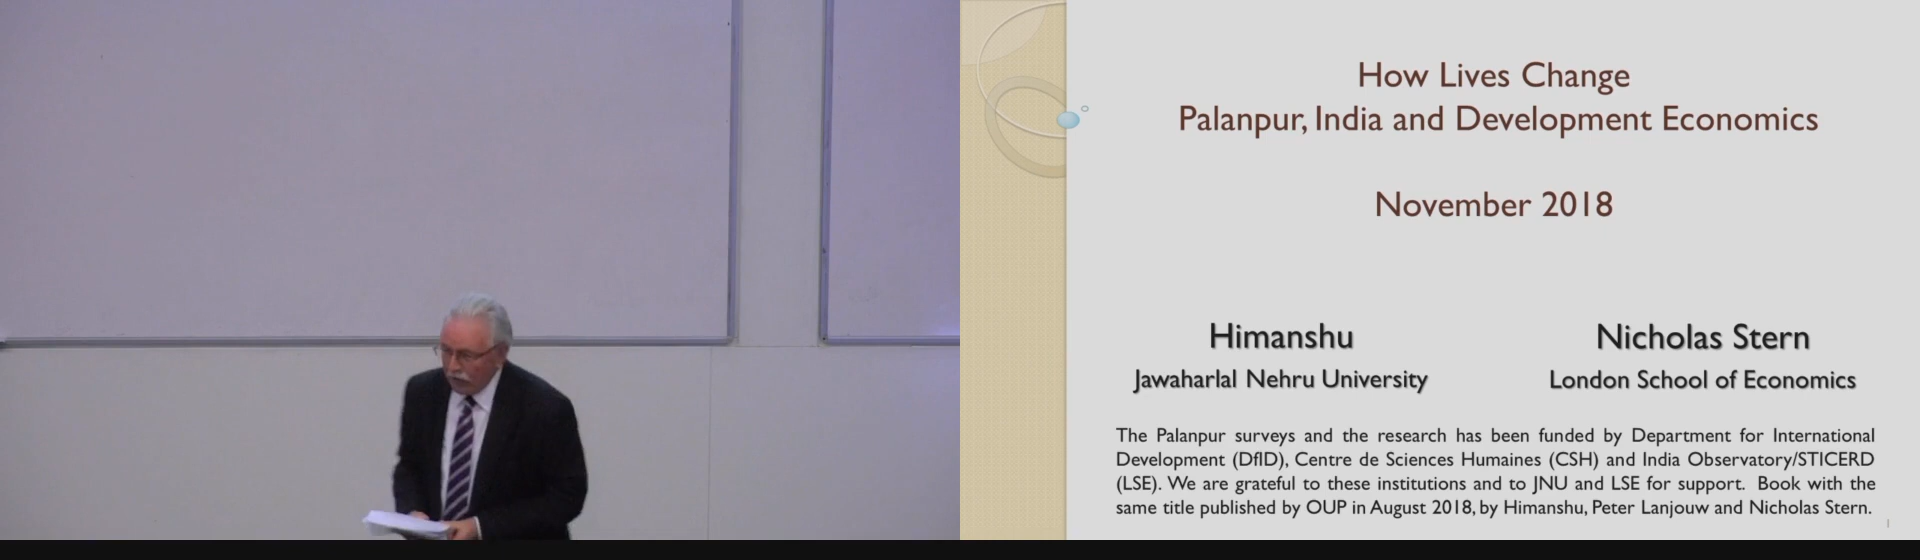 How Lives Change
Palanpur, India and Development Economics
November 2018
Himanshu
Jawaharlal Nehru University
Nicholas Stern
London School of Economics
The Palanpur surveys and the research has been funded by Department for International
Development (DfID), Centre de Sciences Humaines (CSH) and India Observatory/STICERD
(LSE). We are grateful to these institutions and to JNU and LSE for support. Book with the
same title published by OUP in August 2018, by Himanshu, Peter Lanjouw and Nicholas Stern.
1